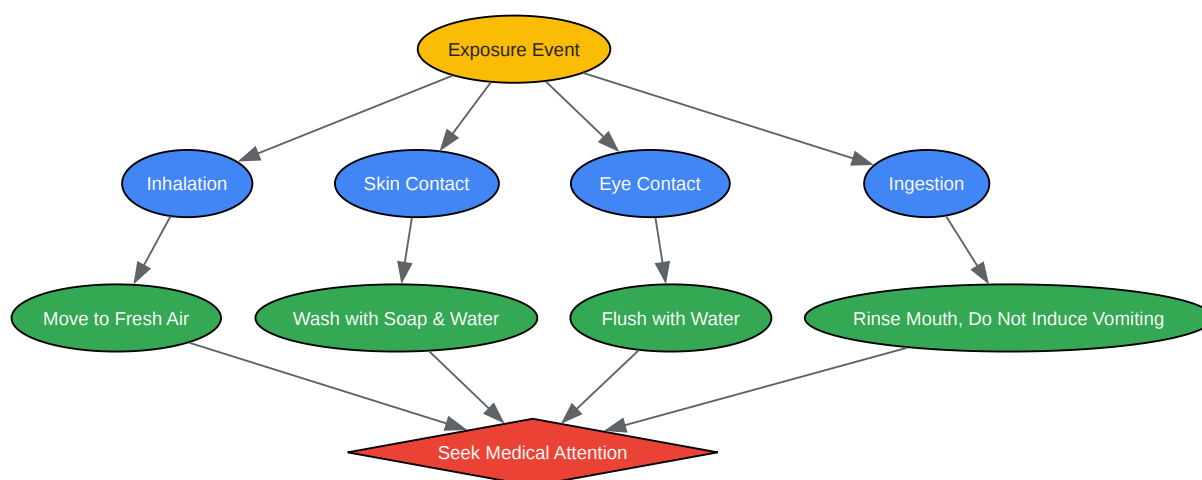 Exposure Event
Inhalation
Skin Contact
Eye Contact
Ingestion
Move to Fresh Air
Wash with Soap & Water
Flush with Water
Rinse Mouth, Do Not Induce Vomiting
Seek Medical Attention